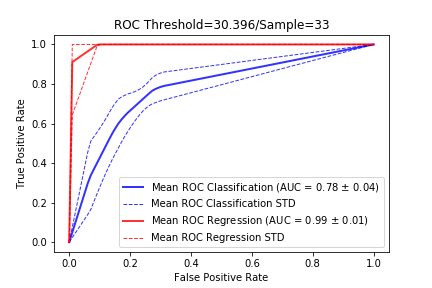 ROC Threshold=30.396/Sample=33
True Positive Rate
1.0
0.8
0.6
0.4
0.2
0.0
Mean ROC Classification (AUC = 0.78 ± 0.04)
Mean ROC Classification STD
Mean ROC Regression (AUC = 0.99 ± 0.01)
Mean ROC Regression STD
0.0 0.2 0.4 0.6 0.8 1.0
False Positive Rate